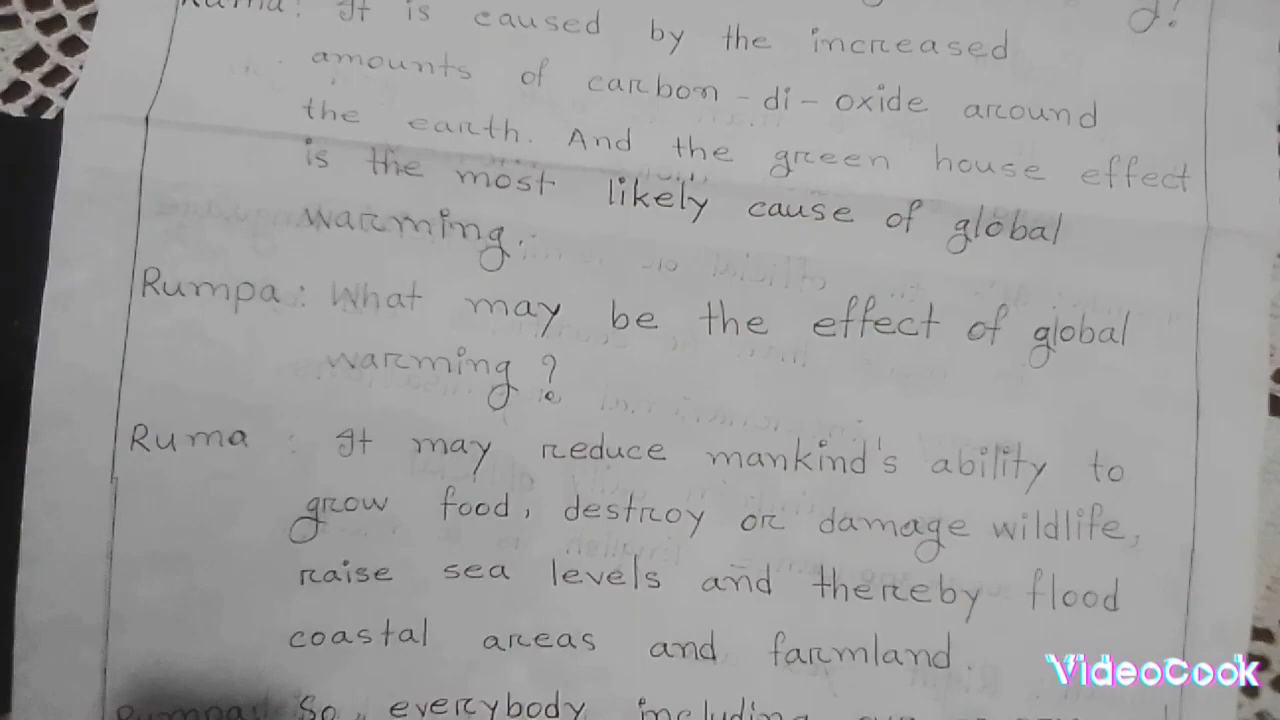 Ruma: It is caused by the increased
amounts of carbon-di-oxide around
the earth. And the green house effect
is the most likely cause of global
warming.
Rumpa: What may be the effect of global
warming?
Ruma: It may reduce mankind's ability to
grow food, destroy or damage wildlife,
raise sea levels and thereby flood
coastal areas and farmland.
Rumpa: So, everybody including
VideoCook